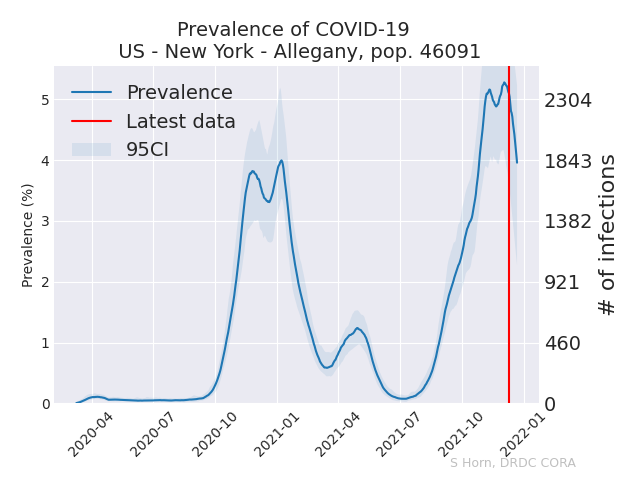 Prevalence of COVID-19
US - New York - Allegany, pop. 46091
Prevalence
Latest data
95CI
Prevalence (%)
5
4
3
2
1
0
2304
1843
1382
921
460
0
# of infections
2020-04
2020-07
2020-10
2021-01
2021-04
2021-07
2021-10
2022-01
S Horn, DRDC CORA